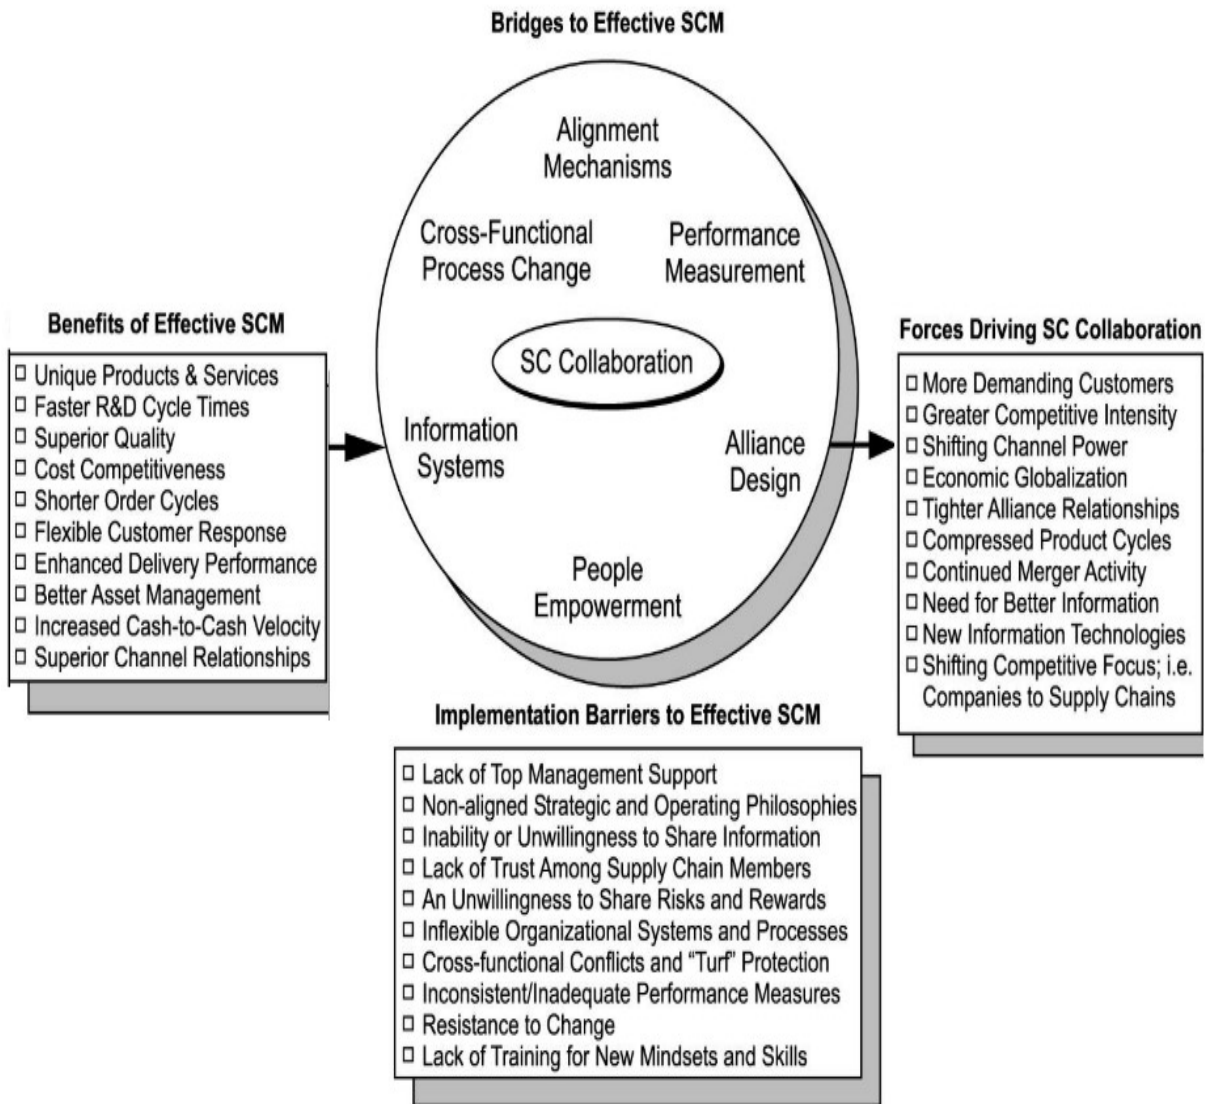 Bridges to Effective SCM
Alignment
Mechanisms
Cross-Functional
Process Change
Performance
Measurement
SC Collaboration
Information
Systems
Alliance
Design
People
Empowerment
Benefits of Effective SCM
☐ Unique Products & Services
☐ Faster R&D Cycle Times
☐ Superior Quality
☐ Cost Competitiveness
☐ Shorter Order Cycles
☐ Flexible Customer Response
☐ Enhanced Delivery Performance
☐ Better Asset Management
☐ Increased Cash-to-Cash Velocity
☐ Superior Channel Relationships
Forces Driving SC Collaboration
☐ More Demanding Customers
☐ Greater Competitive Intensity
☐ Shifting Channel Power
☐ Economic Globalization
☐ Tighter Alliance Relationships
☐ Compressed Product Cycles
☐ Continued Merger Activity
☐ Need for Better Information
☐ New Information Technologies
☐ Shifting Competitive Focus; i.e.
Companies to Supply Chains
Implementation Barriers to Effective SCM
☐ Lack of Top Management Support
☐ Non-aligned Strategic and Operating Philosophies
☐ Inability or Unwillingness to Share Information
☐ Lack of Trust Among Supply Chain Members
☐ An Unwillingness to Share Risks and Rewards
☐ Inflexible Organizational Systems and Processes
☐ Cross-functional Conflicts and “Turf” Protection
☐ Inconsistent/Inadequate Performance Measures
☐ Resistance to Change
☐ Lack of Training for New Mindsets and Skills